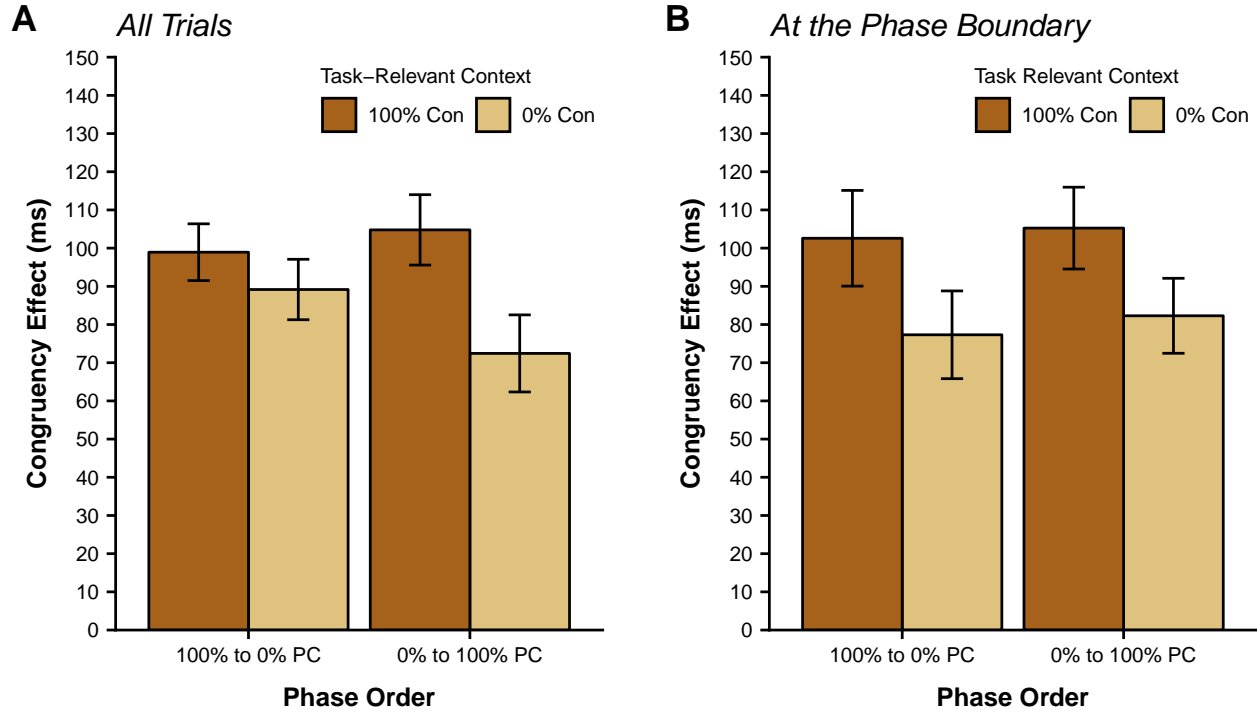 A All Trials
150
140
130
120
110
100
90
80
70
60
50
40
30
20
10
0
Congruency Effect (ms)
Task−Relevant Context
100% Con 0% Con
100% to 0% PC 0% to 100% PC
Phase Order
B At the Phase Boundary
150
140
130
120
110
100
90
80
70
60
50
40
30
20
10
0
Congruency Effect (ms)
Task Relevant Context
100% Con 0% Con
100% to 0% PC 0% to 100% PC
Phase Order